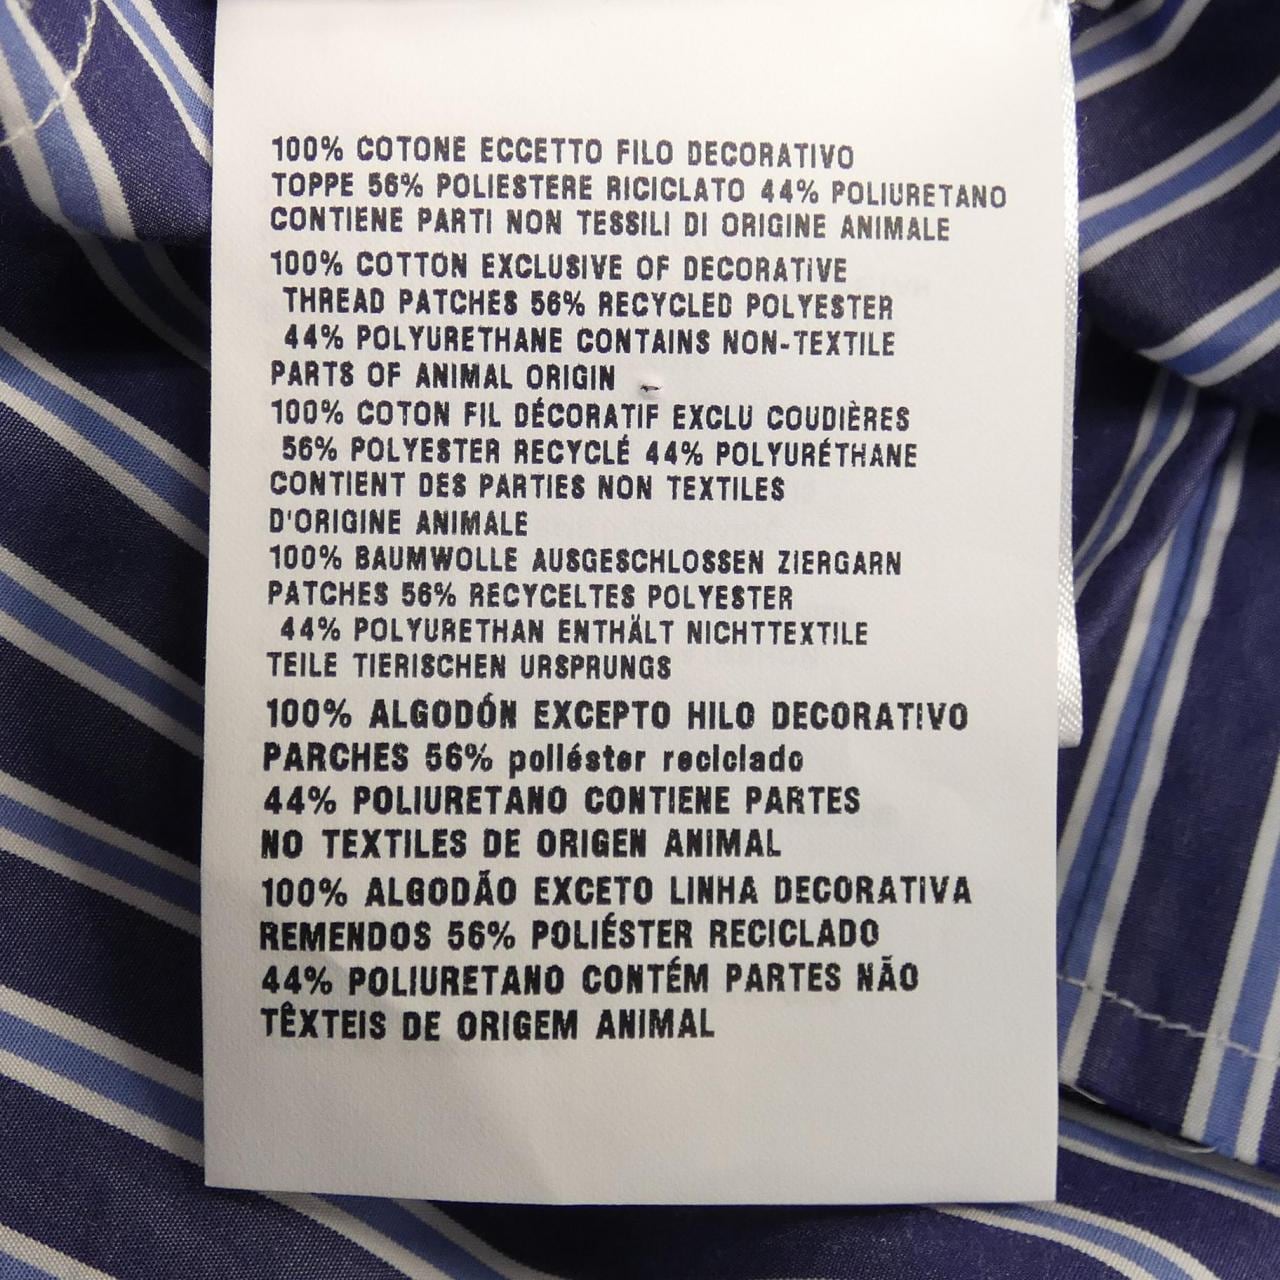 100% COTONE ECCETTO FILO DECORATIVO
TOPPE 56% POLIESTERE RICICLATO 44% POLIURETANO
CONTIENE PARTI NON TESSILI DI ORIGINE ANIMALE
100% COTTON EXCLUSIVE OF DECORATIVE
THREAD PATCHES 56% RECYCLED POLYESTER
44% POLYURETHANE CONTAINS NON-TEXTILE
PARTS OF ANIMAL ORIGIN
100% COTON FIL DÉCORATIF EXCLU COUDIÈRES
56% POLYESTER RECYCLÉ 44% POLYURÉTHANE
CONTIENT DES PARTIES NON TEXTILES
D'ORIGINE ANIMALE
100% BAUMWOLLE AUSGESCHLOSSEN ZIERGARN
PATCHES 56% RECYCELTES POLYESTER
44% POLYURETHAN ENTHÄLT NICHTTEXTILE
TEILE TIERISCHEN URSPRUNGS
100% ALGODÓN EXCEPTO HILO DECORATIVO
PARCHES 56% poliéster reciclado
44% POLIURETANO CONTIENE PARTES
NO TEXTILES DE ORIGEN ANIMAL
100% ALGODÃO EXCETO LINHA DECORATIVA
REMENDOS 56% POLIÉSTER RECICLADO
44% POLIURETANO CONTÉM PARTES NÃO
TÊXTEIS DE ORIGEM ANIMAL